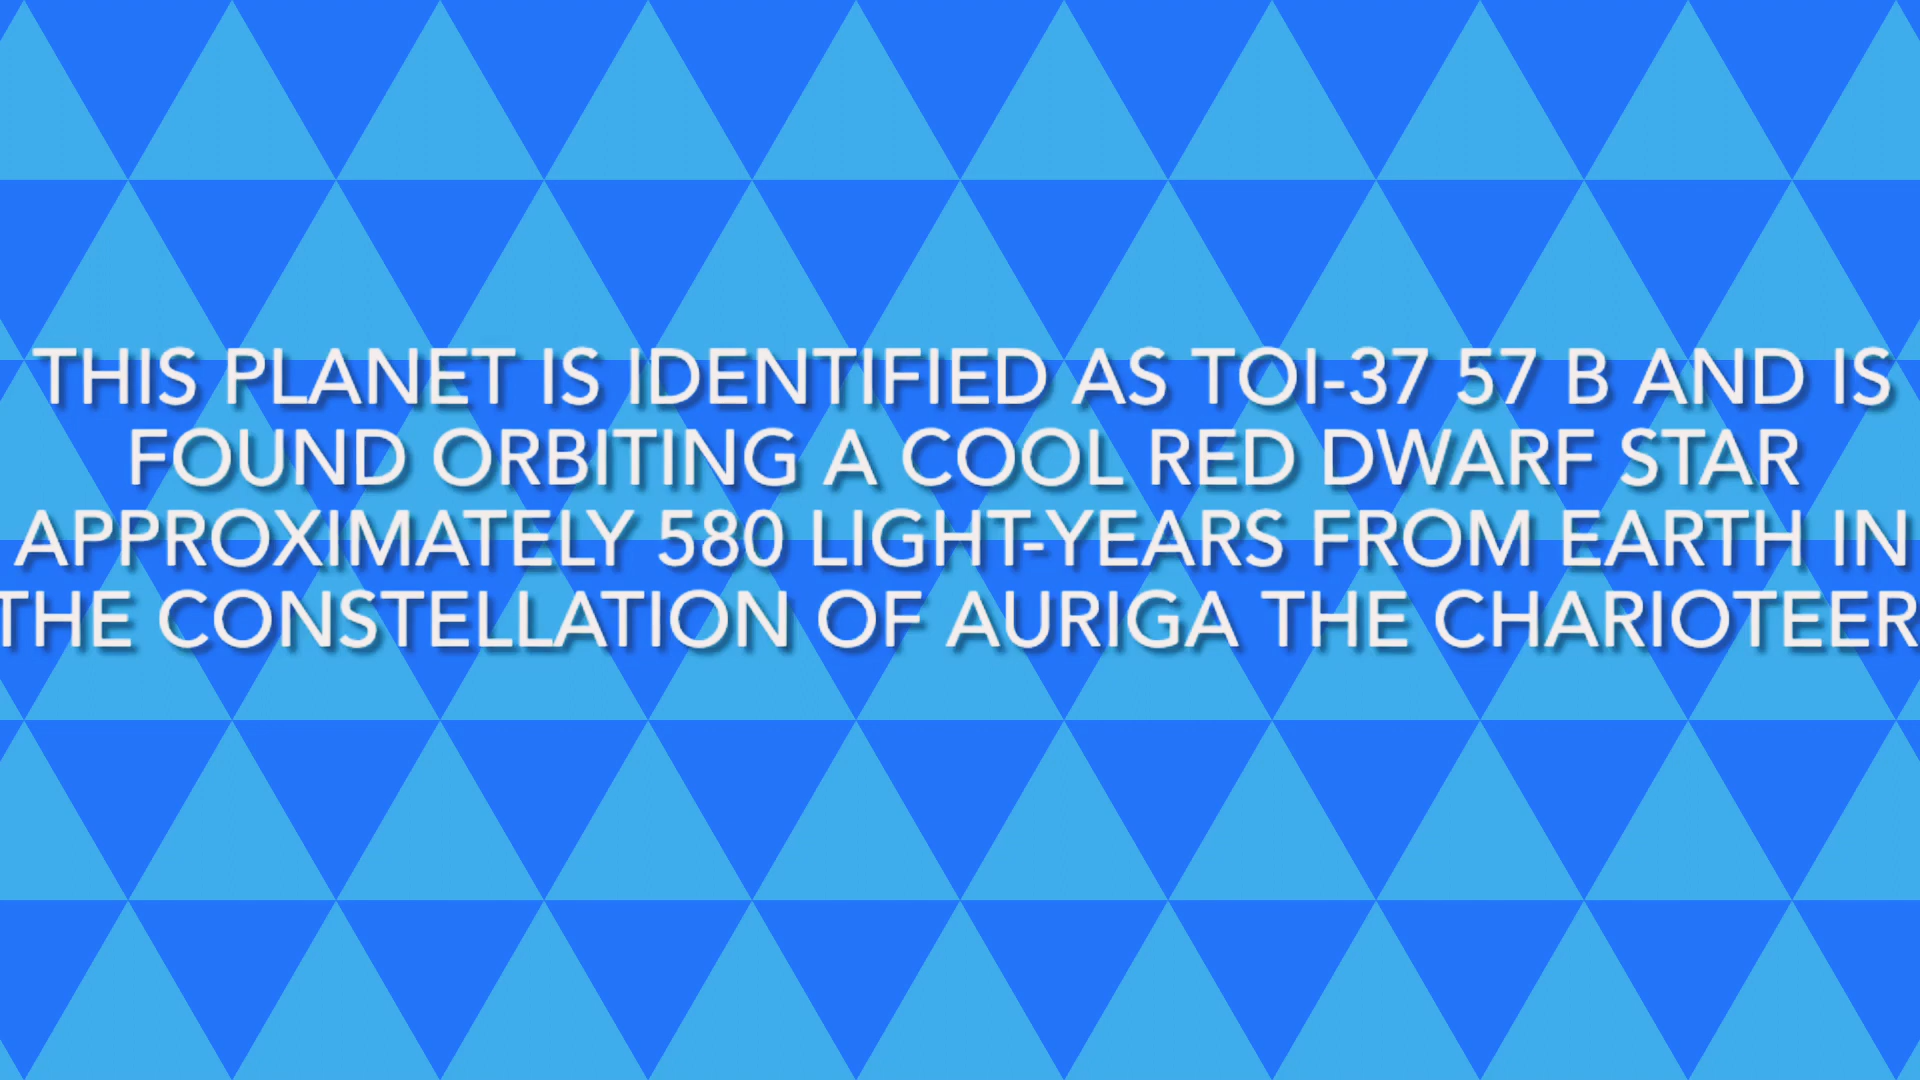 THIS PLANET IS IDENTIFIED AS TOI-37 57 B AND IS
FOUND ORBITING A COOL RED DWARF STAR
APPROXIMATELY 580 LIGHT-YEARS FROM EARTH IN
THE CONSTELLATION OF AURIGA THE CHARIOTEER